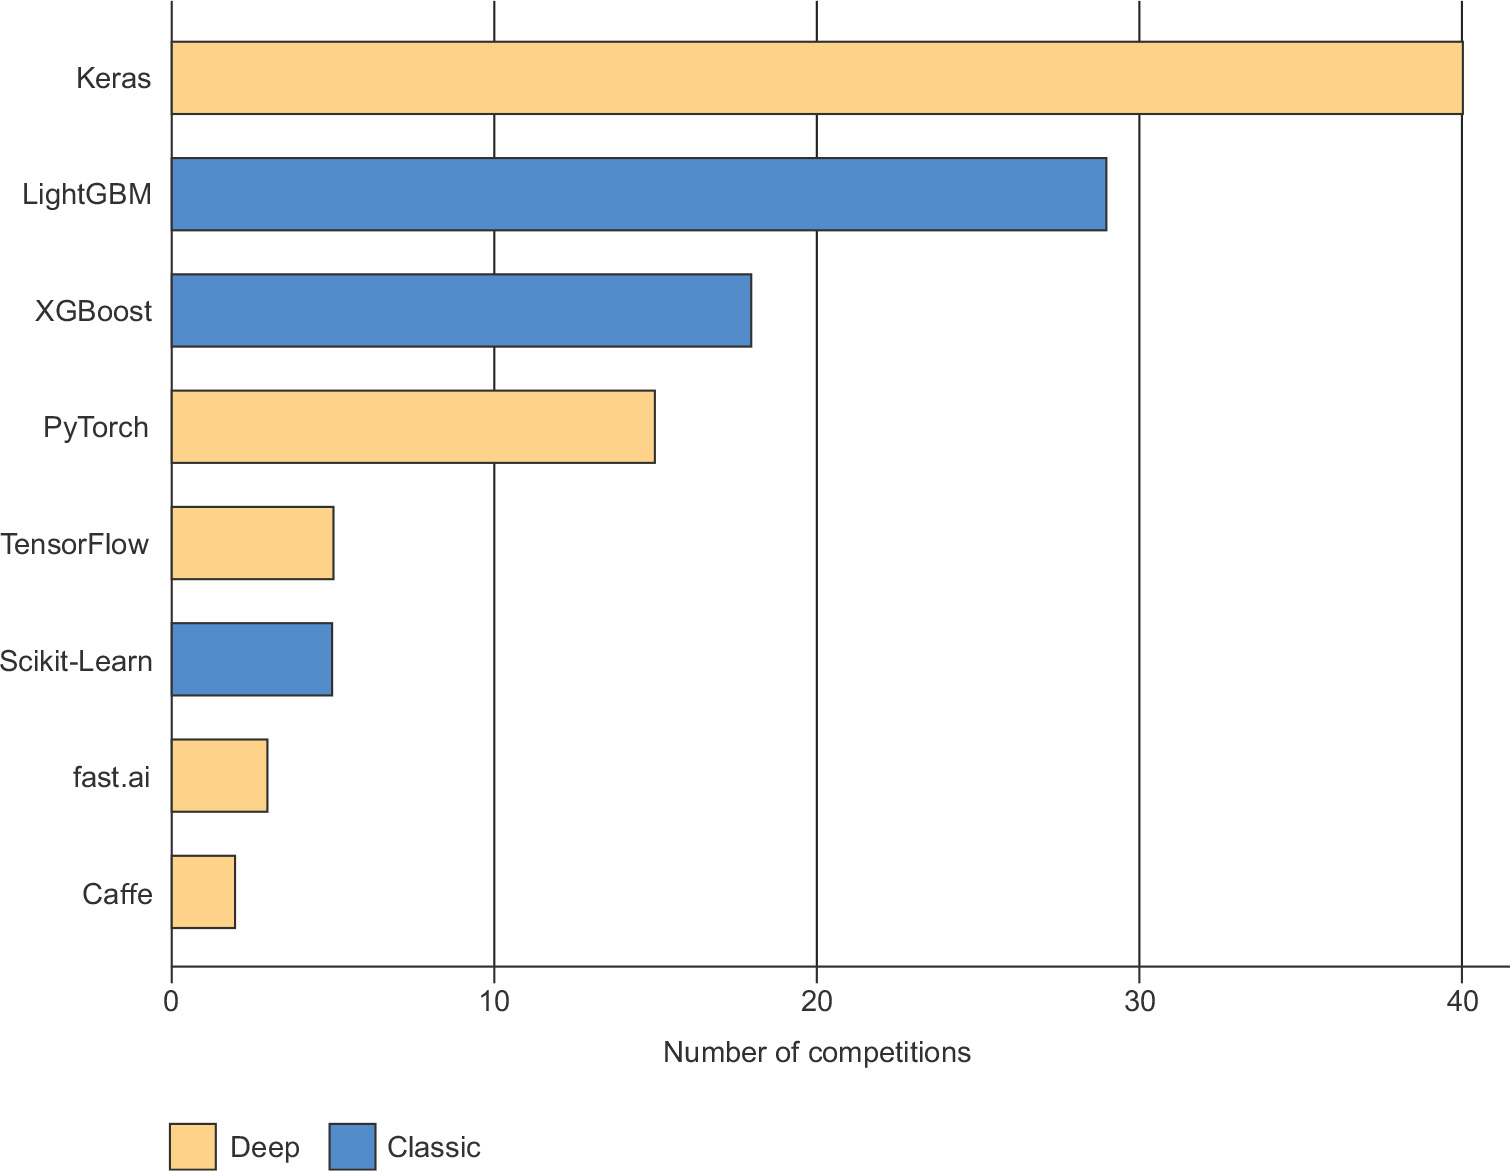 Keras
LightGBM
XGBoost
PyTorch
TensorFlow
Scikit-Learn
fast.ai
Caffe
0 10 20 30 40
Number of competitions
Deep Classic